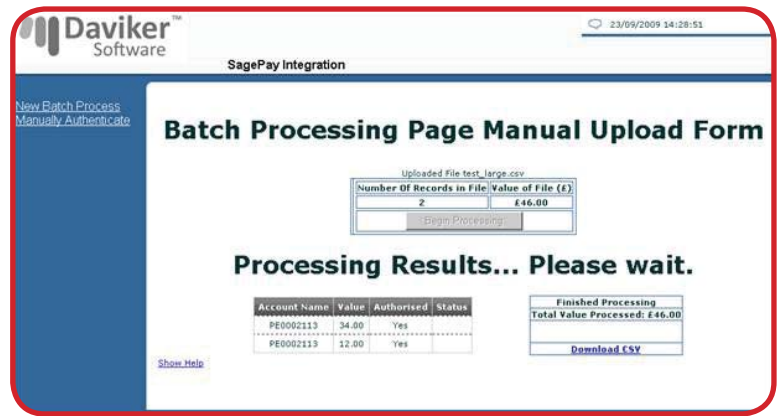 Daviker™
Software
23/09/2009 14:28:51
SagePay Integration
New Batch Process
Manually Authenticate
Batch Processing Page Manual Upload Form
Uploaded File test_large.csv
Number Of Records in File Value of File (£)
2 £46.00
Begin Processing
Processing Results... Please wait.
Account Name Value Authorised Status
PE0002113 34.00 Yes
PE0002113 12.00 Yes
Finished Processing
Total Value Processed: £46.00
Download CSV
Show Help